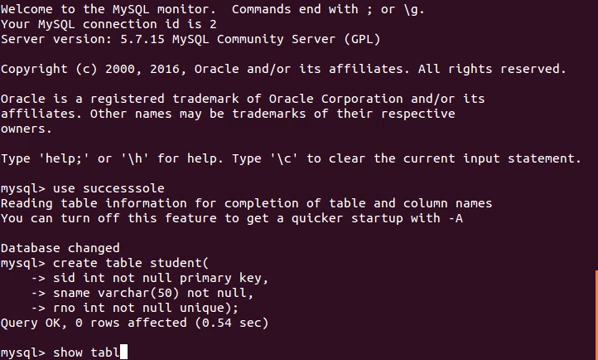 Welcome to the MySQL monitor.  Commands end with ; or \g.
Your MySQL connection id is 2
Server version: 5.7.15 MySQL Community Server (GPL)
Copyright (c) 2000, 2016, Oracle and/or its affiliates. All rights reserved.
Oracle is a registered trademark of Oracle Corporation and/or its
affiliates. Other names may be trademarks of their respective
owners.
Type 'help;' or '\h' for help. Type '\c' to clear the current input statement.
mysql> use successsole
Reading table information for completion of table and column names
You can turn off this feature to get a quicker startup with -A
Database changed
mysql> create table student(
    -> sid int not null primary key,
    -> sname varchar(50) not null,
    -> rno int not null unique);
Query OK, 0 rows affected (0.54 sec)
mysql> show tabl